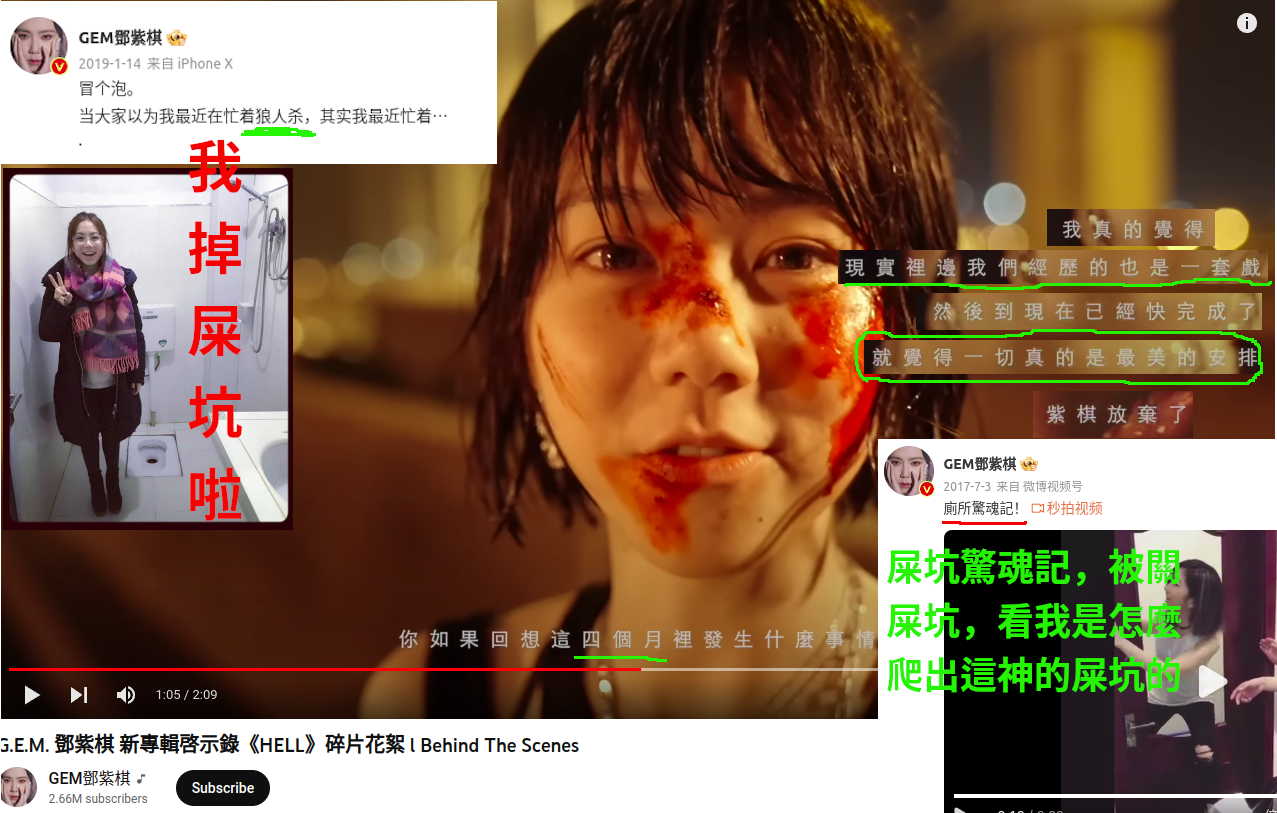 GEM鄧紫棋
2019-1-14 来自 iPhone X
冒个泡。
当大家以为我最近在忙着狼人杀，其实我最近忙着…
.
我掉屎坑啦
我真的覺得
現實裡邊我們經歷的也是一套戲
然後到現在已經快完成了
就覺得一切真的是最美的安排
紫棋放棄了
GEM鄧紫棋
2017-7-3 来自 微博视频号
廁所驚魂記！ 秒拍视频
屎坑驚魂記，被關
屎坑，看我是怎麼
爬出這神的屎坑的
你如果回想這四個月裡發生什麼事情
1:05 / 2:09
G.E.M. 鄧紫棋 新專輯啓示錄《HELL》碎片花絮 l Behind The Scenes
GEM鄧紫棋
2.66M subscribers
Subscribe